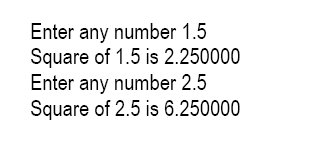 Enter any number 1.5
Square of 1.5 is 2.250000
Enter any number 2.5
Square of 2.5 is 6.250000